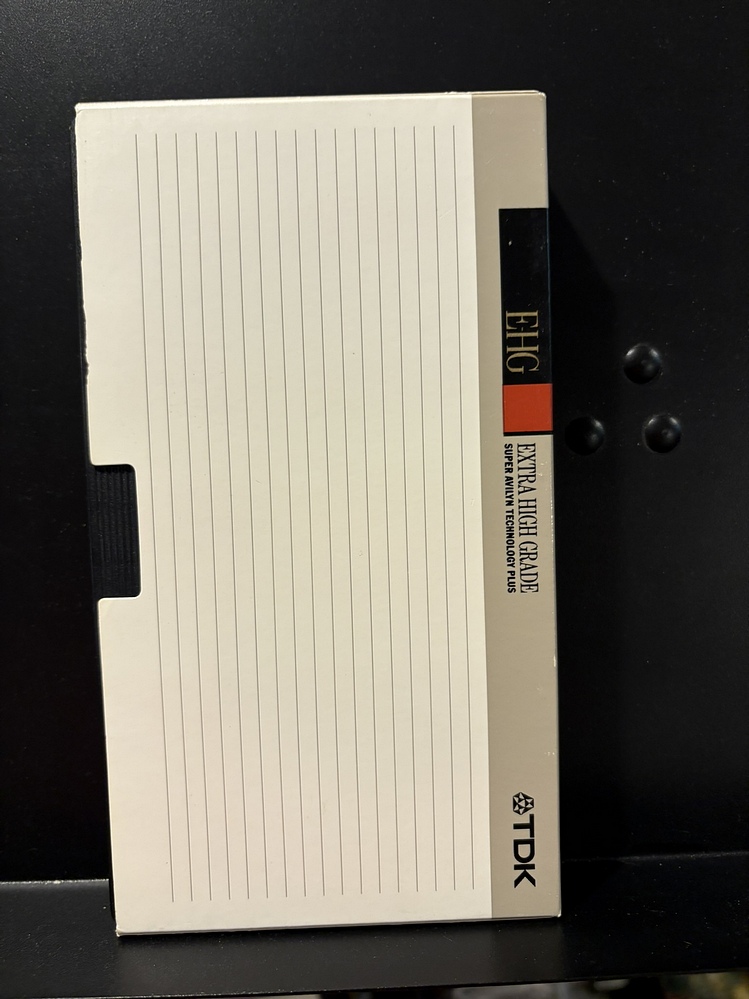 EHG
EXTRA HIGH GRADE
SUPER AVILYN TECHNOLOGY PLUS
TDK